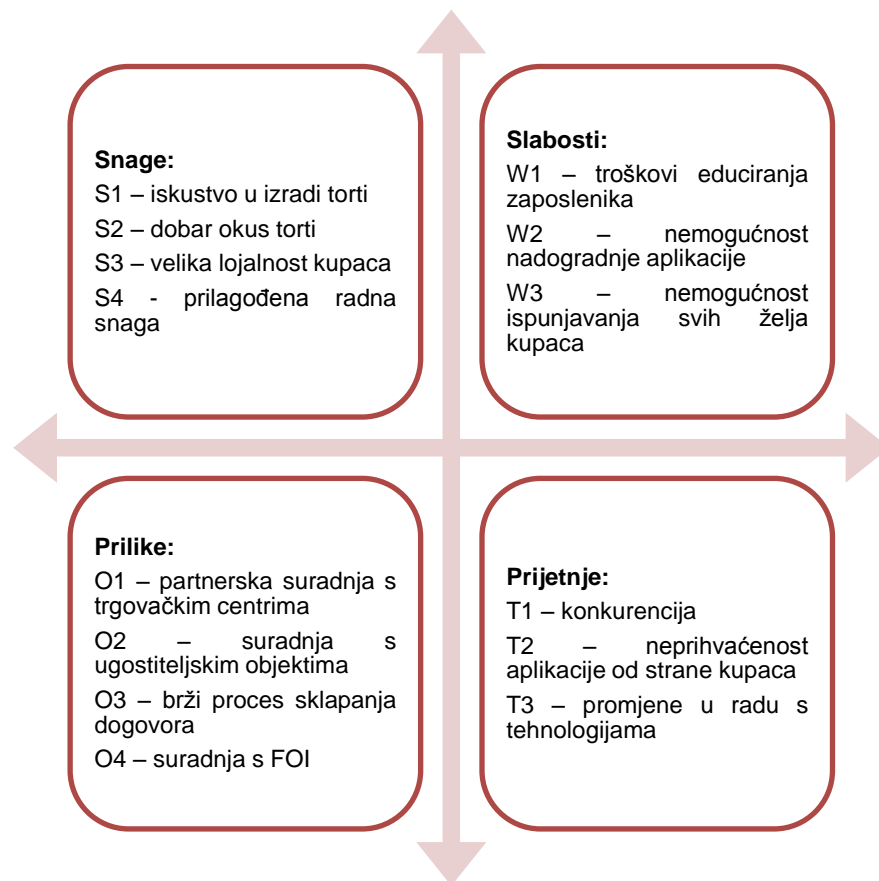 Snage:
S1 – iskustvo u izradi torti
S2 – dobar okus torti
S3 – velika lojalnost kupaca
S4 - prilagođena radna
snaga
Slabosti:
W1 – troškovi educiranja
zaposlenika
W2 – nemogućnost
nadogradnje aplikacije
W3 – nemogućnost
ispunjavanja svih želja
kupaca
Prilike:
O1 – partnerska suradnja s
trgovačkim centrima
O2 – suradnja s
ugostiteljskim objektima
O3 – brži proces sklapanja
dogovora
O4 – suradnja s FOI
Prijetnje:
T1 – konkurencija
T2 – neprihvaćenost
aplikacije od strane kupaca
T3 – promjene u radu s
tehnologijama